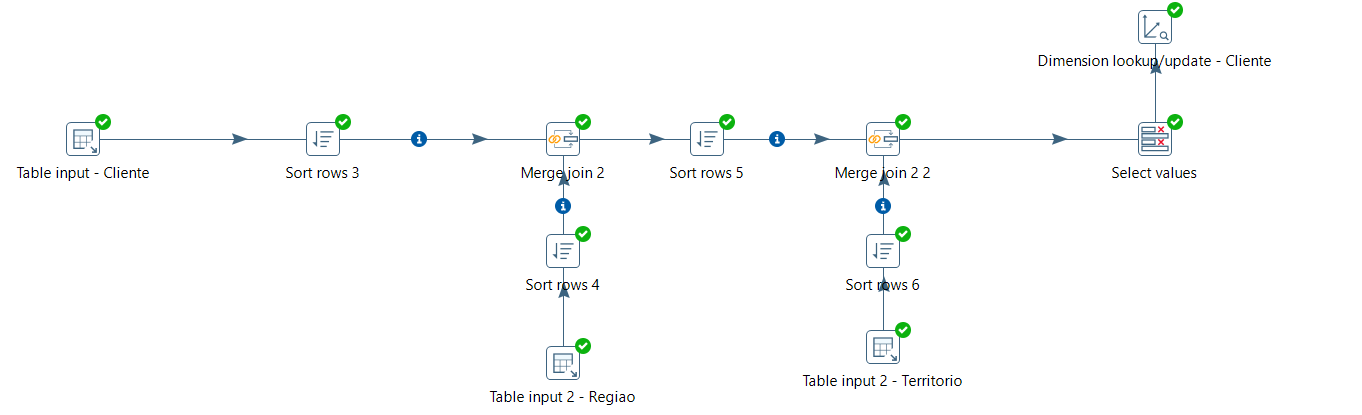 Dimension lookup/update - Cliente
Table input - Cliente
Sort rows 3
Merge join 2
Sort rows 5
Merge join 2 2
Select values
Sort rows 4
Sort rows 6
Table input 2 - Territorio
Table input 2 - Regiao